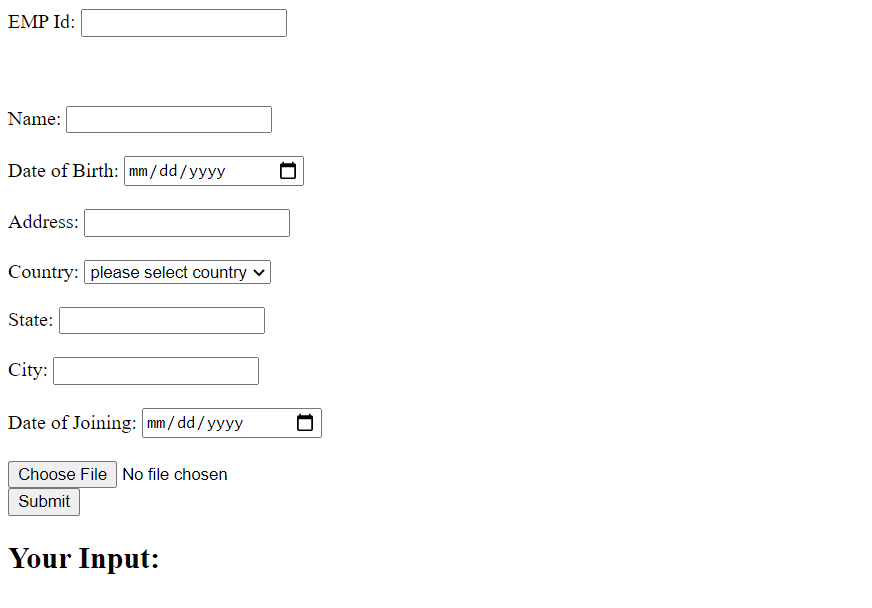 EMP Id:
Name:
Date of Birth: mm/dd/yyyy
Address:
Country: please select country
State:
City:
Date of Joining: mm/dd/yyyy
Choose File No file chosen
Submit
Your Input: